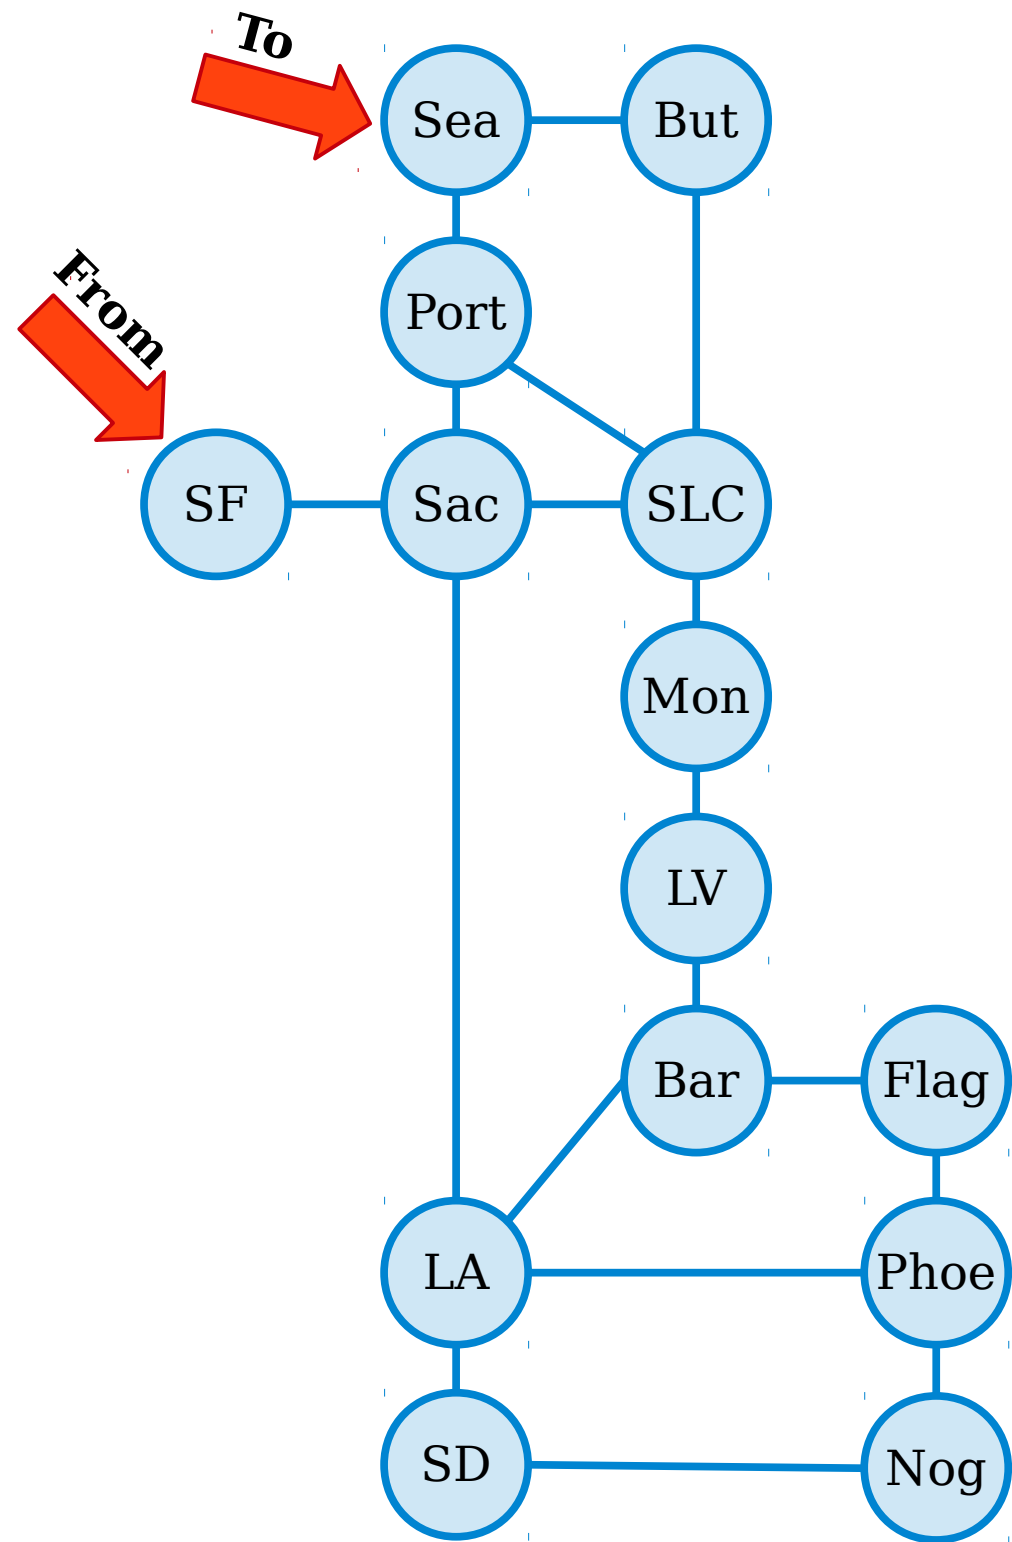 To
Sea
But
From
Port
SF
Sac
SLC
Mon
LV
Bar
Flag
LA
Phoe
SD
Nog